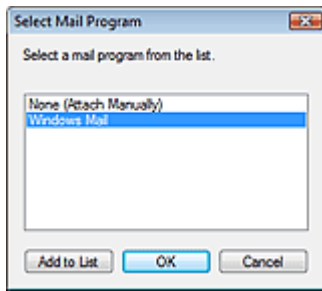 Select Mail Program
Select a mail program from the list.
None (Attach Manually)
Windows Mail
Add to List
OK
Cancel